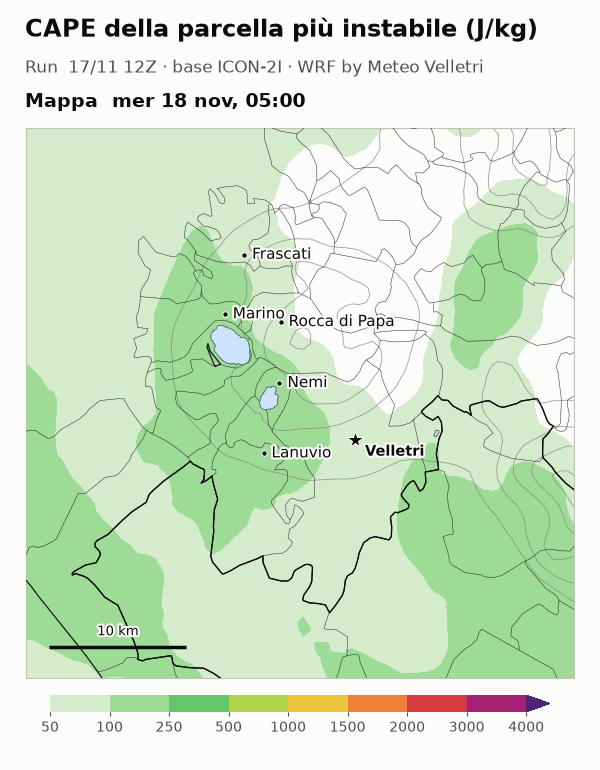 CAPE della parcella più instabile (J/kg)
Run  17/11 12Z · base ICON-2I · WRF by Meteo Velletri
Mappa  mer 18 nov, 05:00
Frascati
Marino
Rocca di Papa
Nemi
Velletri
Lanuvio
10 km
50 100 250 500 1000 1500 2000 3000 4000